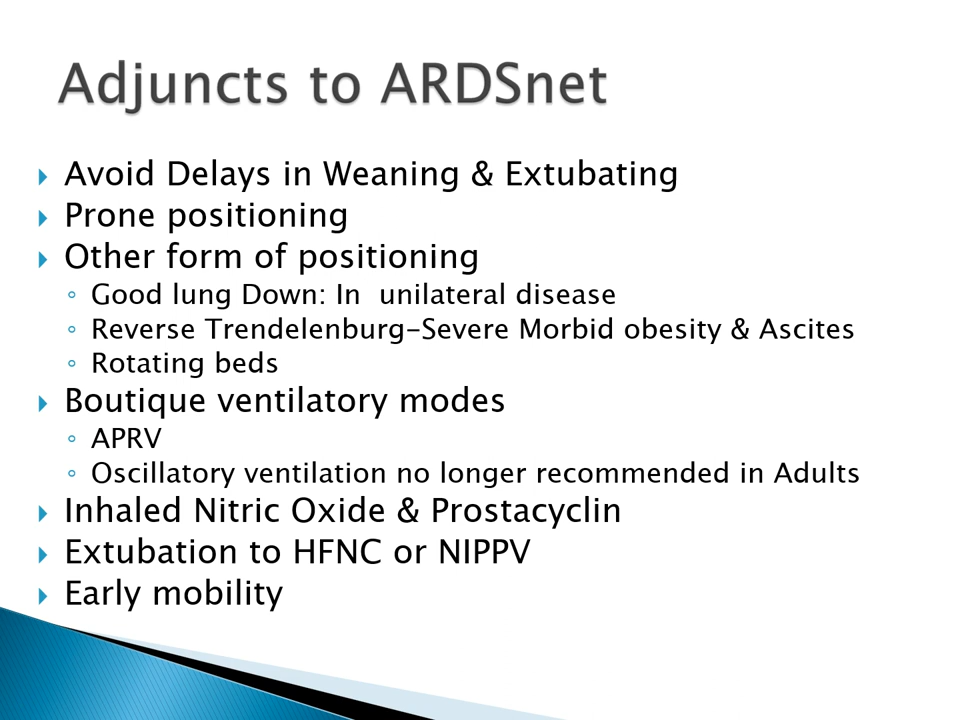 Adjuncts to ARDSnet
Avoid Delays in Weaning & Extubating
Prone positioning
Other form of positioning
Good lung Down: In  unilateral disease
Reverse Trendelenburg-Severe Morbid obesity & Ascites
Rotating beds
Boutique ventilatory modes
APRV
Oscillatory ventilation no longer recommended in Adults
Inhaled Nitric Oxide & Prostacyclin
Extubation to HFNC or NIPPV
Early mobility